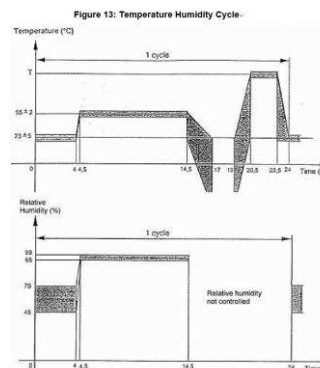 Figure 13: Temperature Humidity Cycle
Temperature (°C)
1 cycle
T
55 ± 2
23 ± 5
0
4
4,5
14,5
17
19
20,5
22,5
24
Relative
Humidity (%)
1 cycle
75
45
Relative humidity
not controlled
0
4
4,5
14,5
24